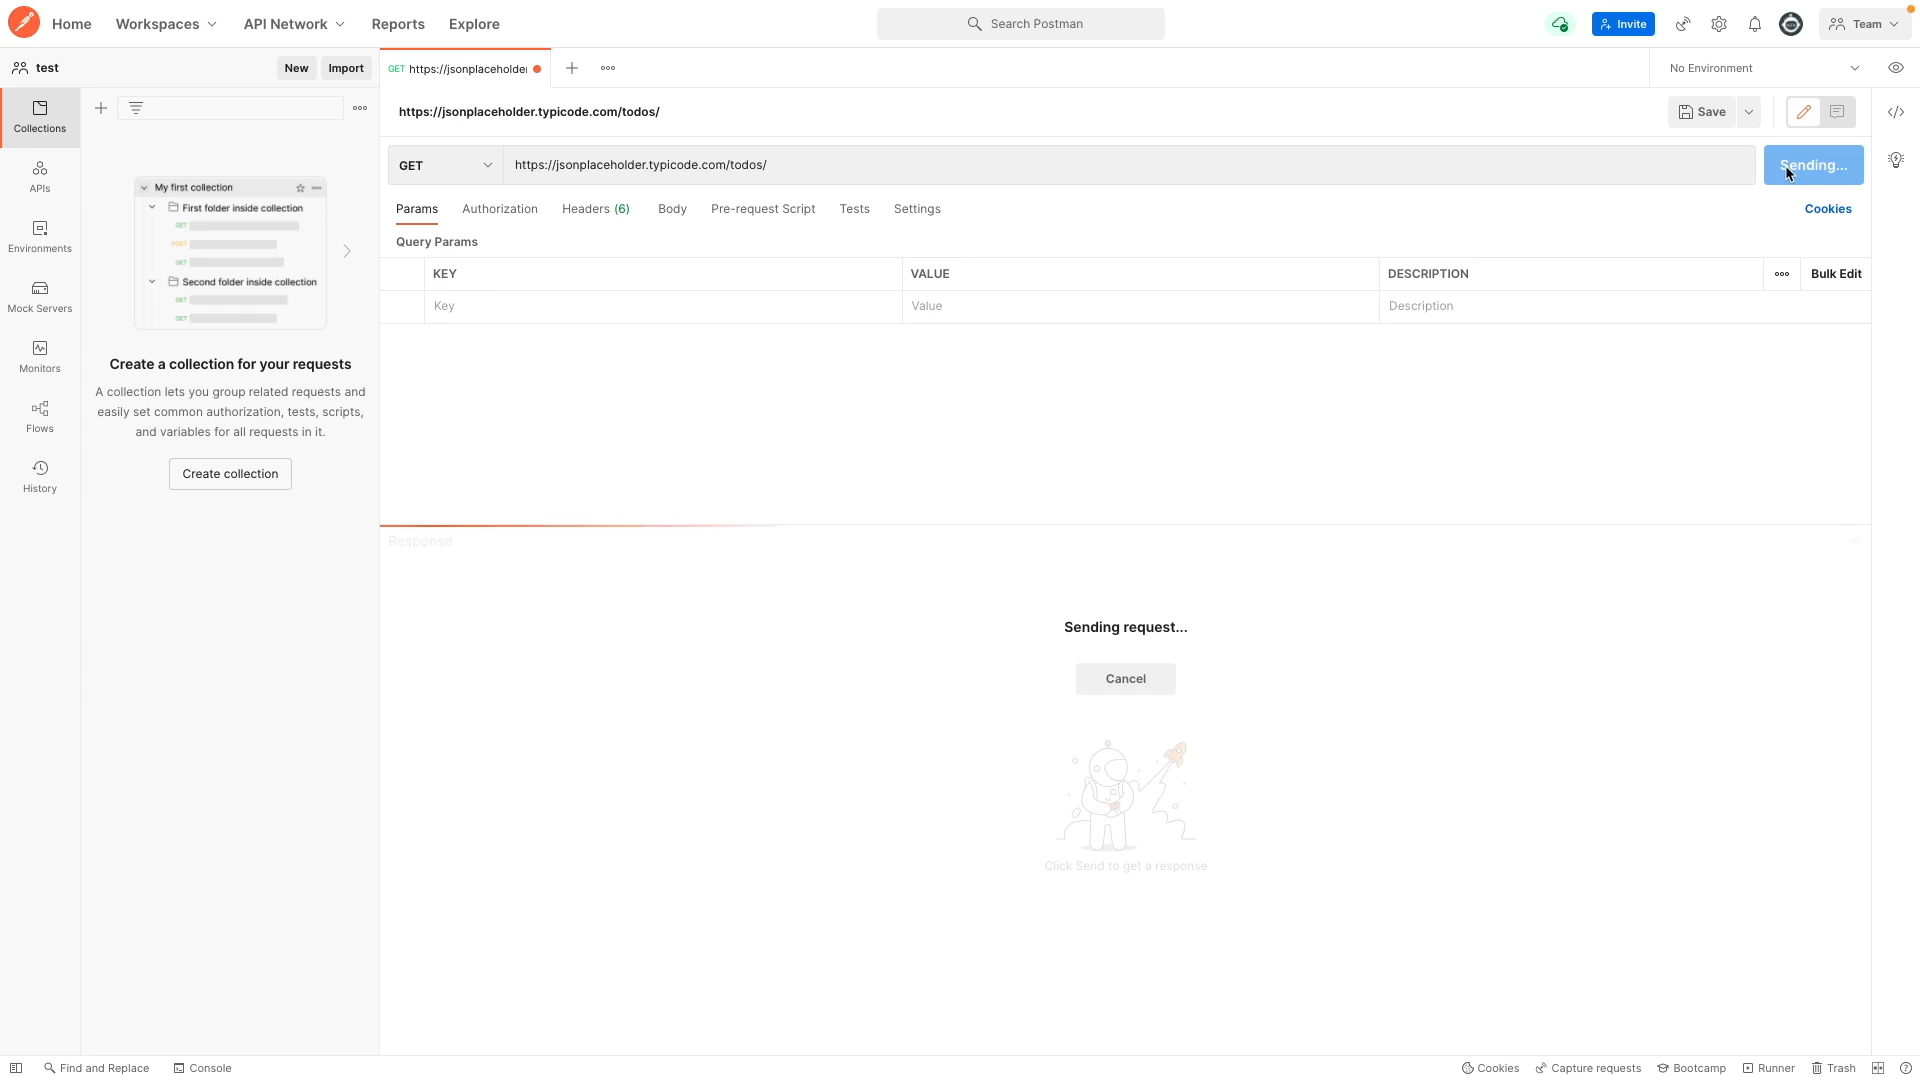 Home
Workspaces
API Network
Reports
Explore
Search Postman
Invite
Team
test
New
Import
GET https://jsonplaceholder
No Environment
Collections
https://jsonplaceholder.typicode.com/todos/
Save
GET
https://jsonplaceholder.typicode.com/todos/
Sending...
APIs
My first collection
First folder inside collection
GET
POST
GET
Second folder inside collection
GET
GET
Params
Authorization
Headers (6)
Body
Pre-request Script
Tests
Settings
Cookies
Environments
Query Params
KEY
VALUE
DESCRIPTION
Bulk Edit
Key
Value
Description
Mock Servers
Monitors
Flows
History
Create a collection for your requests
A collection lets you group related requests and
easily set common authorization, tests, scripts,
and variables for all requests in it.
Create collection
Response
Sending request...
Cancel
Click Send to get a response
Find and Replace
Console
Cookies
Capture requests
Bootcamp
Runner
Trash